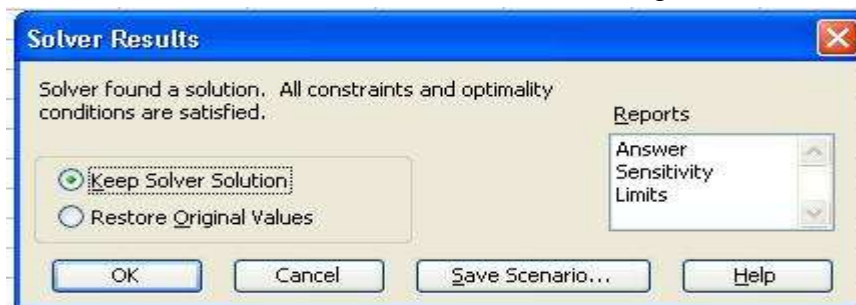 Solver Results
Solver found a solution. All constraints and optimality
conditions are satisfied.
Reports
Answer
Sensitivity
Limits
Keep Solver Solution
Restore Original Values
OK Cancel Save Scenario... Help